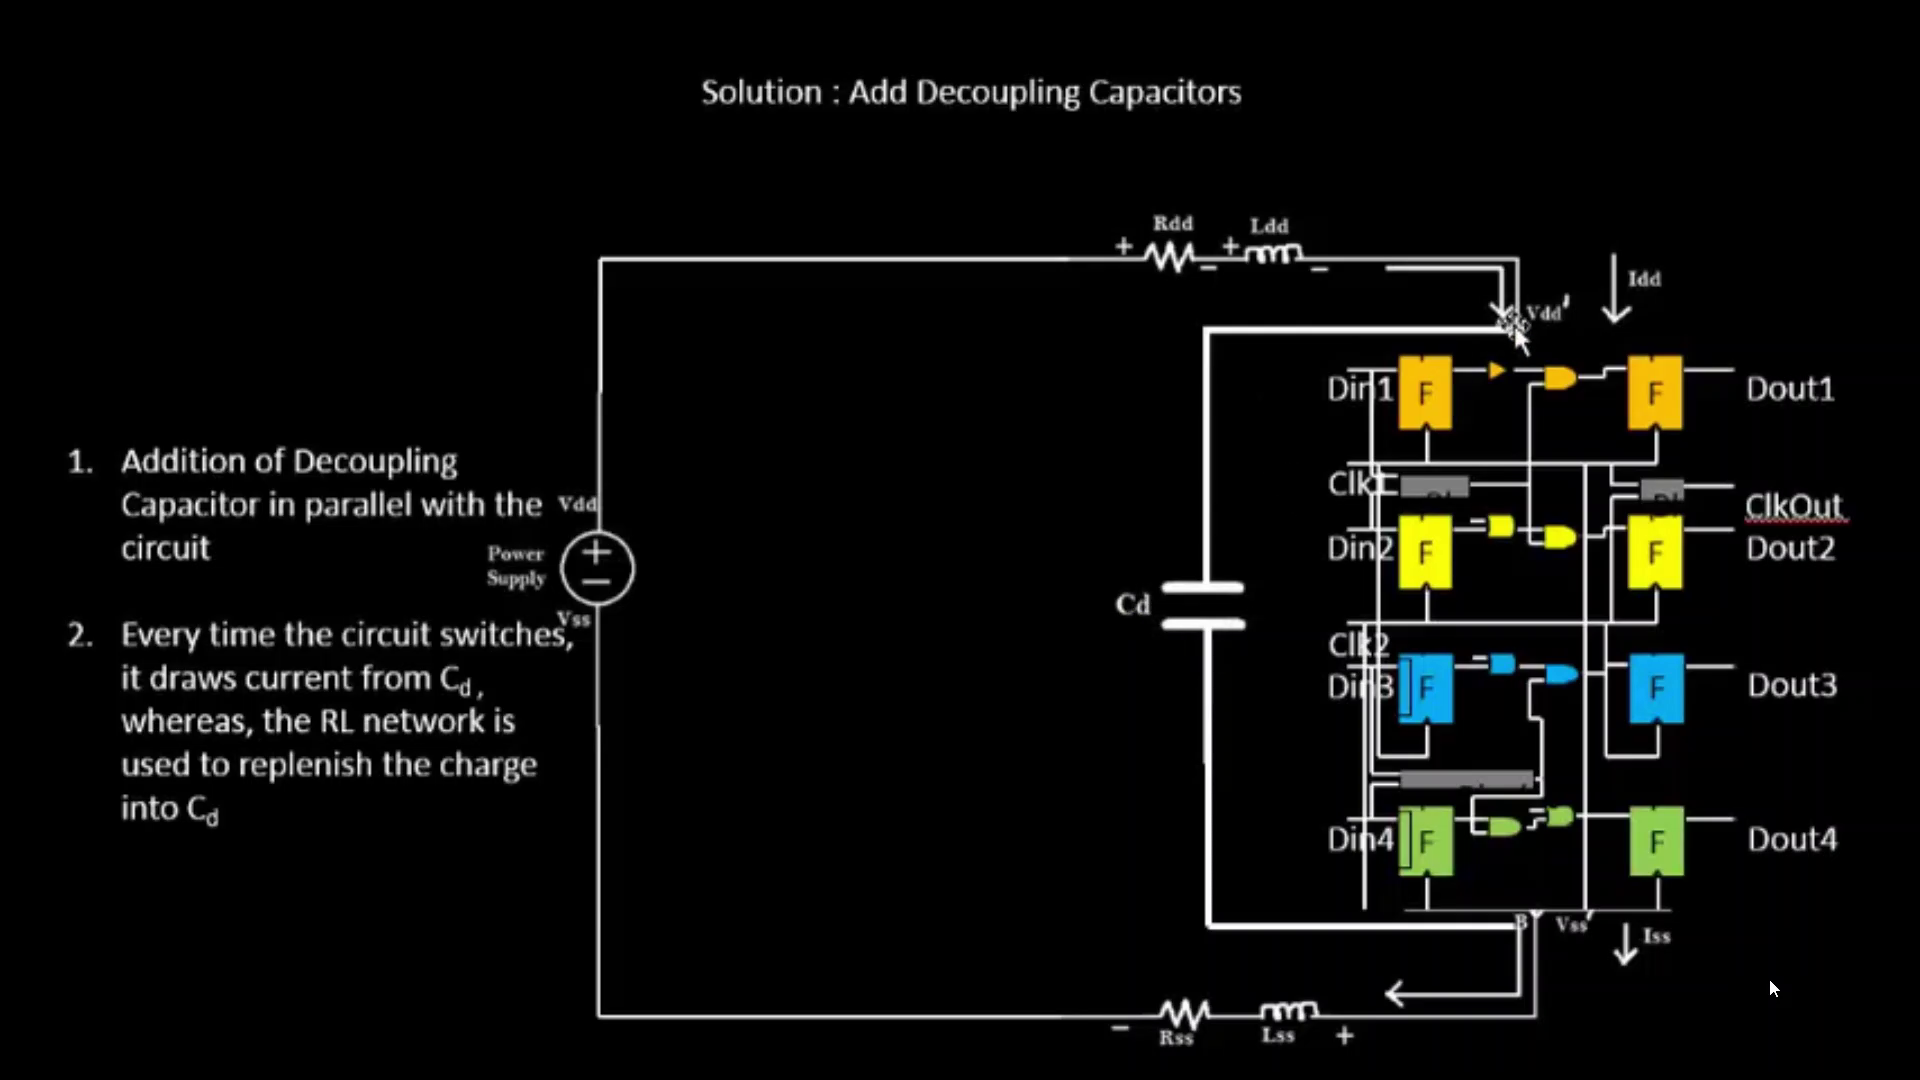 Solution : Add Decoupling Capacitors
Rdd
Ldd
Idd
Vdd'
1. Addition of Decoupling
Capacitor in parallel with the
circuit
2. Every time the circuit switches,
it draws current from Cd,
whereas, the RL network is
used to replenish the charge
into Cd
Vdd
Power
Supply
Vss
Cd
Din1
F
F
Dout1
Clk1
ClkOut
Din2
F
F
Dout2
Clk2
Din3
F
F
Dout3
Din4
F
F
Dout4
B
Vss'
Iss
Rss
Lss